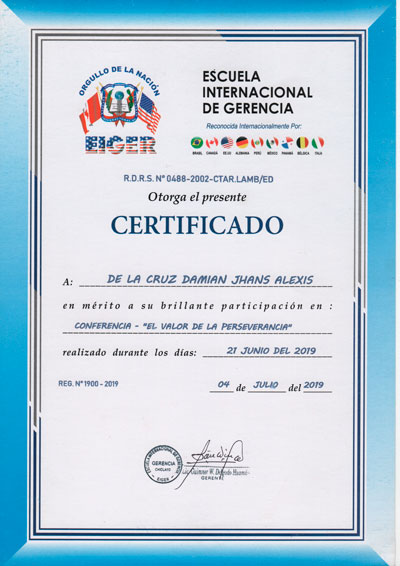 ORGULLO DE LA NACIÓN
EIGER
ESCUELA
INTERNACIONAL
DE GERENCIA
Reconocida Internacionalmente Por:
BRASIL CANADÁ EE.UU ALEMANIA PERÚ MÉXICO PANAMÁ BÉLGICA ITALIA
R.D.R.S. Nº 0488-2002-CTAR.LAMB/ED
Otorga el presente
CERTIFICADO
A: DE LA CRUZ DAMIAN JHANS ALEXIS
en mérito a su brillante participación en :
CONFERENCIA - "EL VALOR DE LA PERSEVERANCIA"
realizado durante los días: 21 JUNIO DEL 2019
REG. Nº 1900 - 2019
04 de JULIO del 2019
GERENCIA
CHICLAYO
EIGER
W. Delgado
GERENTE